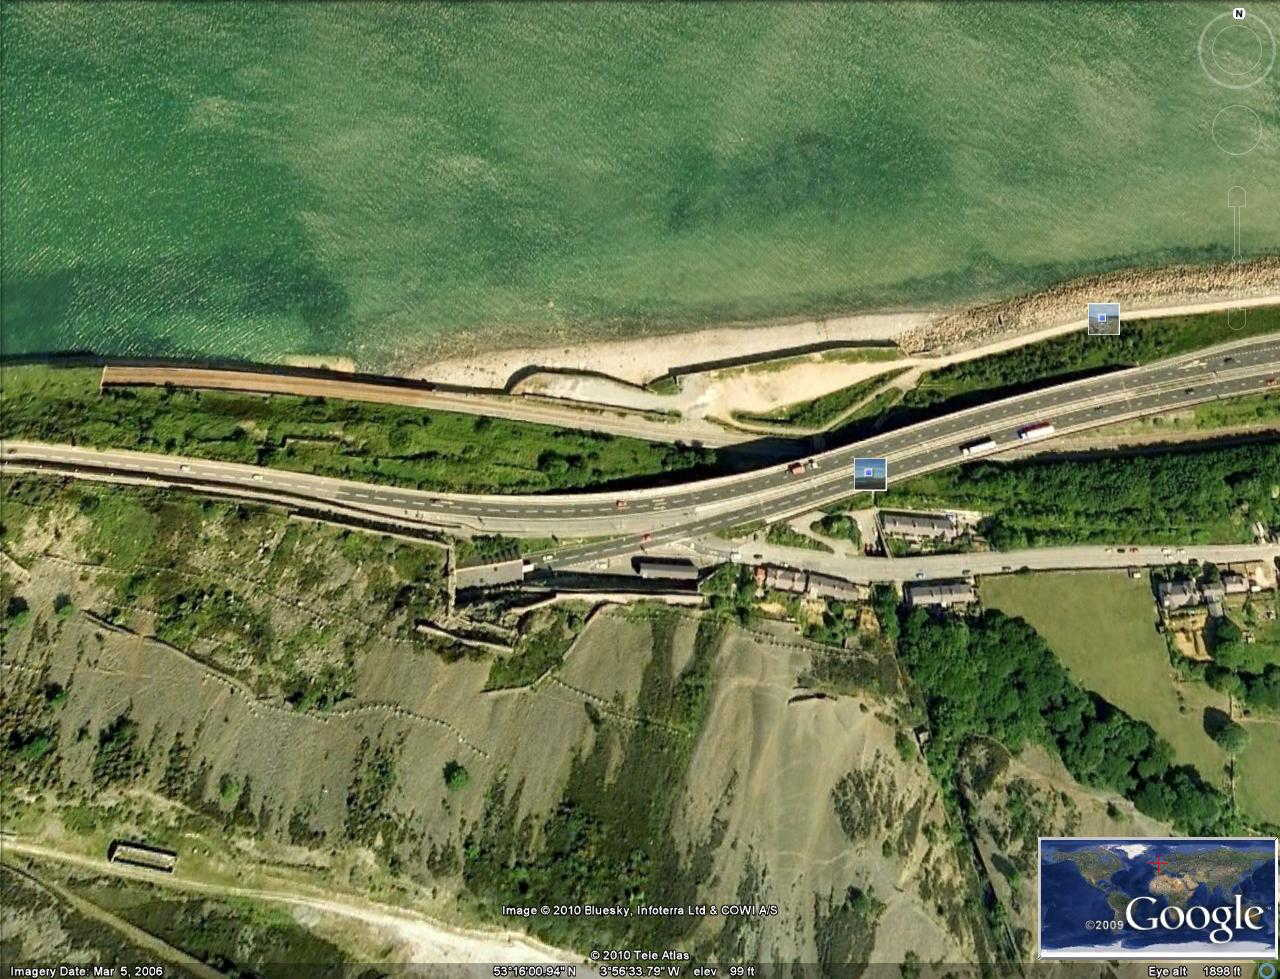 N
Image © 2010 Bluesky, Infoterra Ltd & COWI A/S
©2009 Google™
© 2010 Tele Atlas
Imagery Date: Mar 5, 2006 53°16'00.94" N 3°56'33.79" W elev 99 ft Eye alt 1898 ft